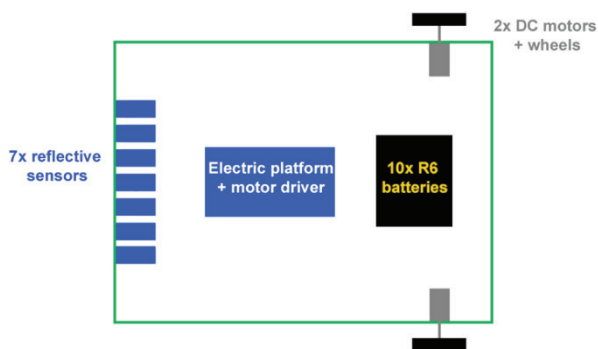 2x DC motors
+ wheels
7x reflective
sensors
Electric platform
+ motor driver
10x R6
batteries